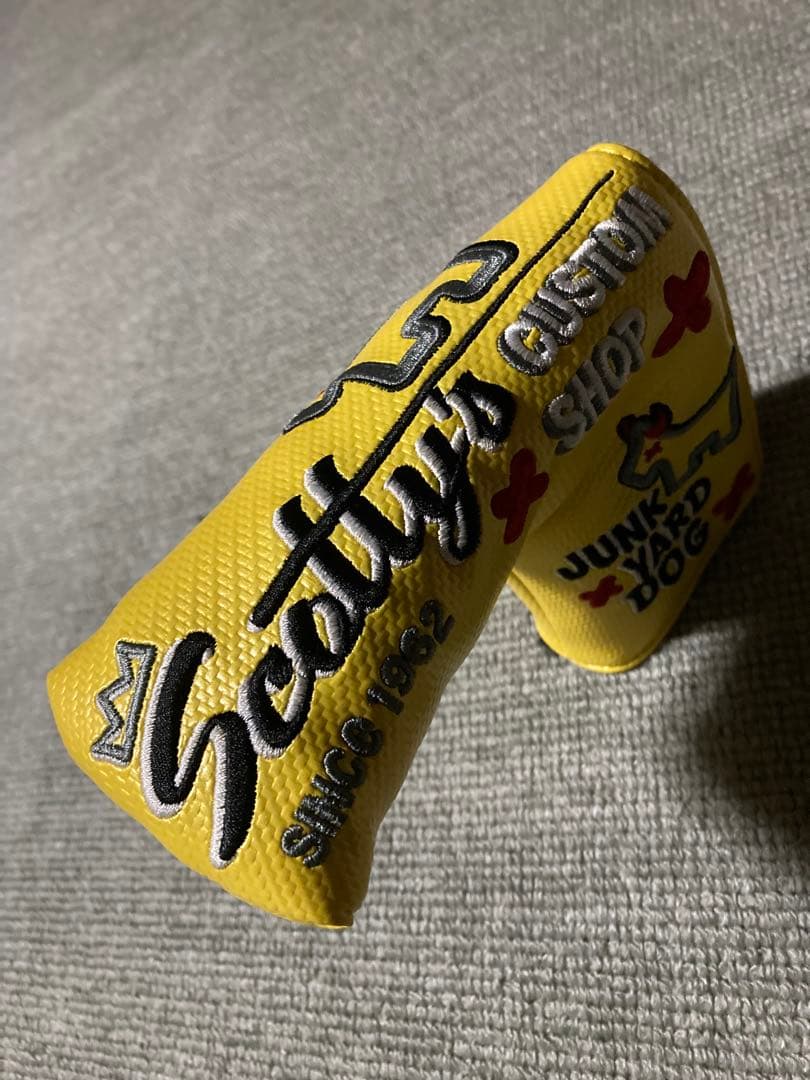 Scotty's
CUSTOM
SHOP
SINCE 1962
JUNK
YARD
DOG